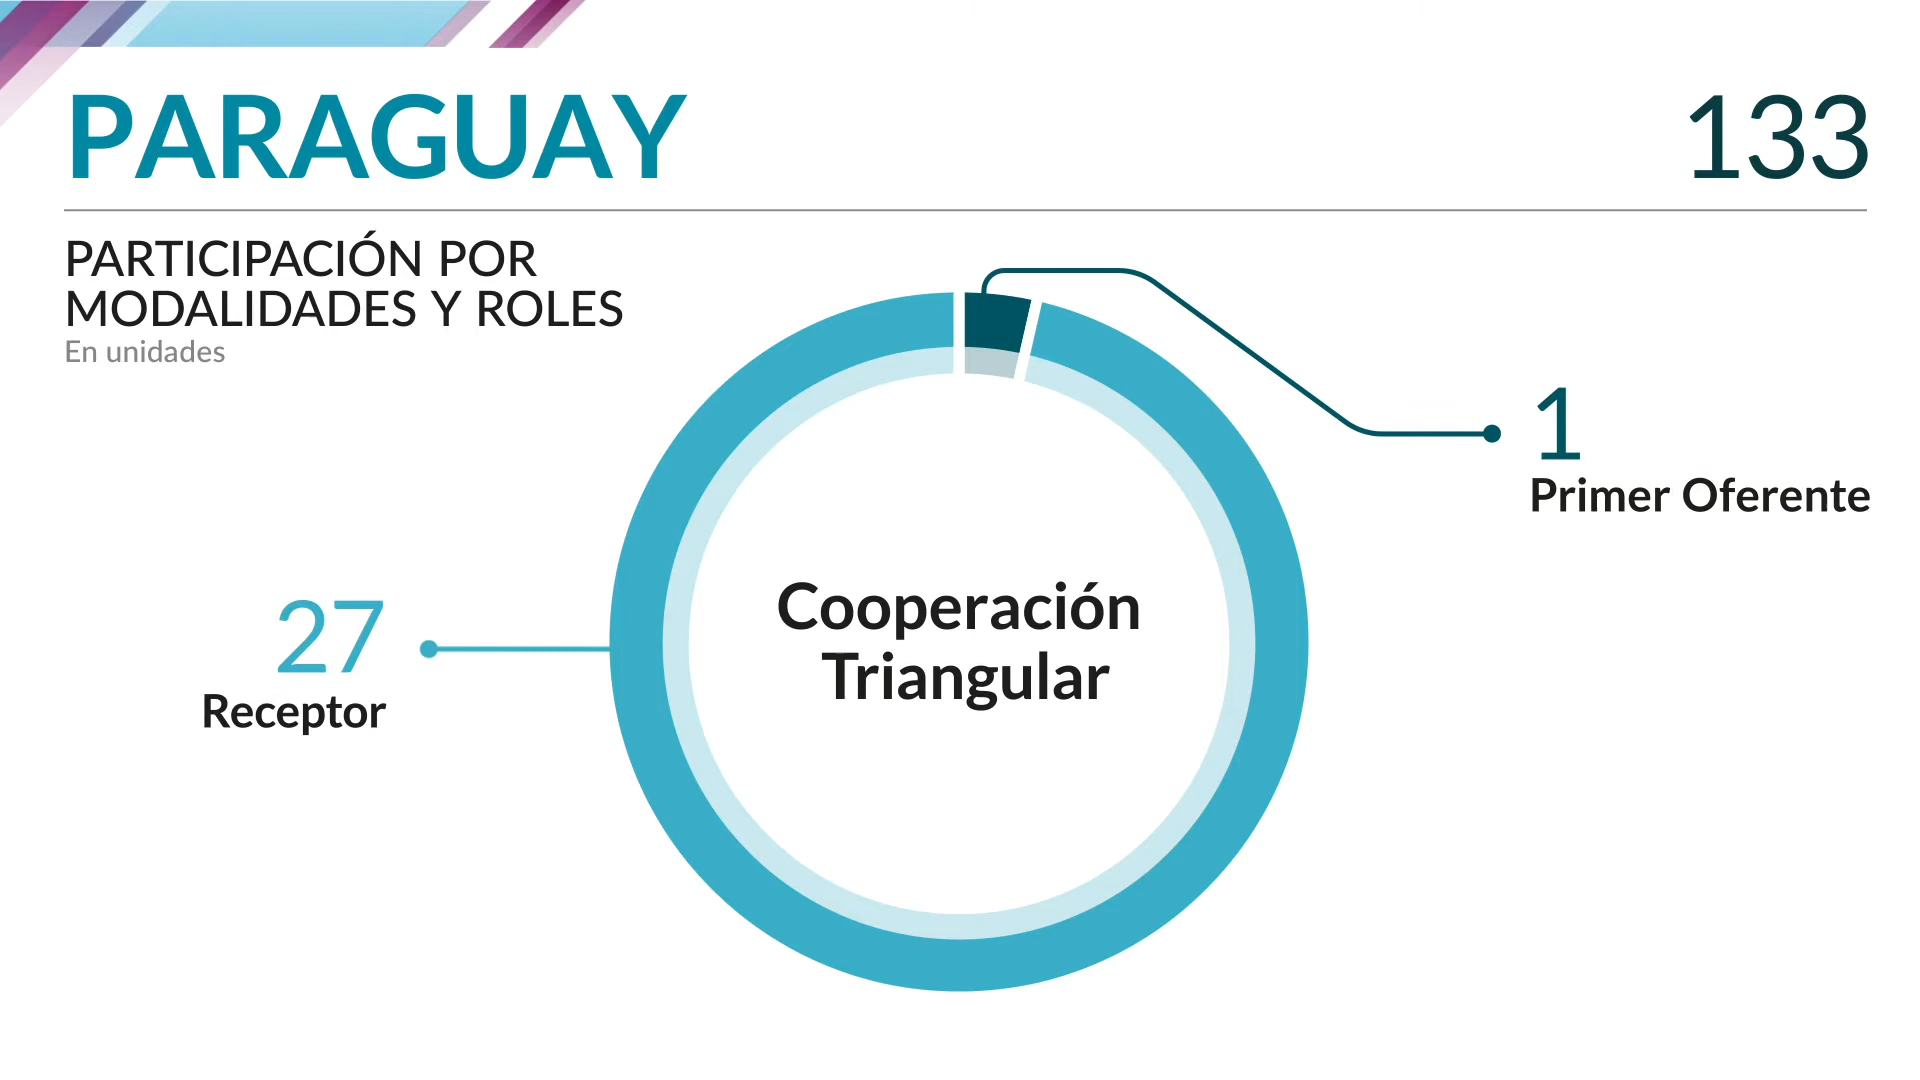 PARAGUAY
133
PARTICIPACIÓN POR
MODALIDADES Y ROLES
En unidades
1
Primer Oferente
27
Receptor
Cooperación
Triangular